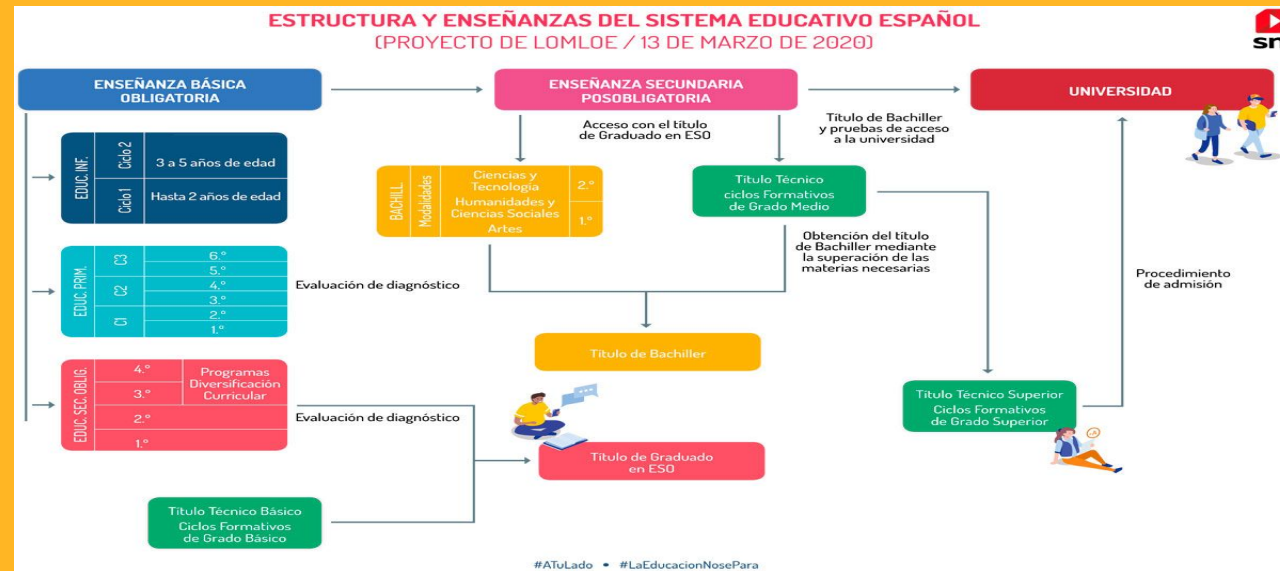 ESTRUCTURA Y ENSEÑANZAS DEL SISTEMA EDUCATIVO ESPAÑOL
(PROYECTO DE LOMLOE / 13 DE MARZO DE 2020)
ENSEÑANZA BÁSICA
OBLIGATORIA
ENSEÑANZA SECUNDARIA
POSOBLIGATORIA
UNIVERSIDAD
EDUC. INF.
Ciclo 2
3 a 5 años de edad
Ciclo 1
Hasta 2 años de edad
EDUC. PRIM.
C3
6.º
5.º
C2
4.º
3.º
C1
2.º
1.º
Evaluación de diagnóstico
EDUC. SEC. OBLIG.
4.º
3.º
Programas
Diversificación
Curricular
2.º
1.º
Evaluación de diagnóstico
Título Técnico Básico
Ciclos Formativos
de Grado Básico
Acceso con el título
de Graduado en ESO
BACHILL.
Modalidades
Ciencias y
Tecnología
Humanidades y
Ciencias Sociales
Artes
2.º
1.º
Título de Bachiller
y pruebas de acceso
a la universidad
Título Técnico
ciclos Formativos
de Grado Medio
Obtención del título
de Bachiller mediante
la superación de las
materias necesarias
Título de Bachiller
Título de Graduado
en ESO
Título Técnico Superior
Ciclos Formativos
de Grado Superior
Procedimiento
de admisión
#ATuLado • #LaEducacionNosePara